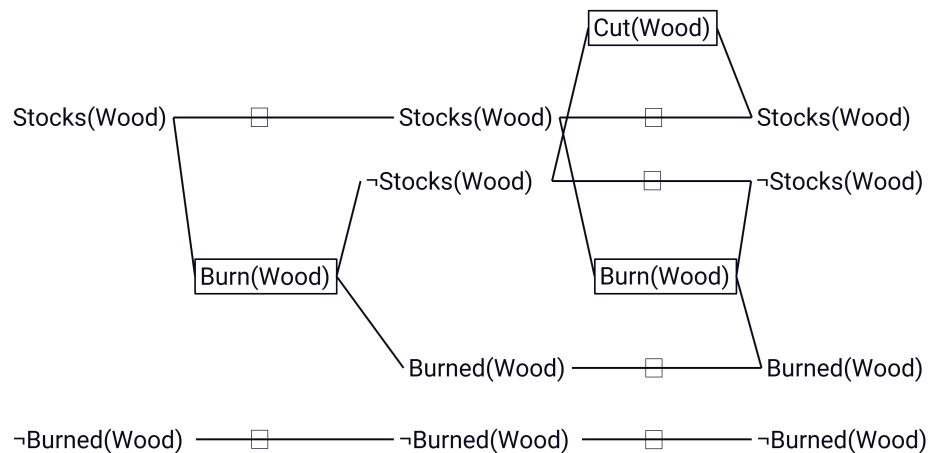 Cut(Wood)
Stocks(Wood) Stocks(Wood) Stocks(Wood)
¬Stocks(Wood) ¬Stocks(Wood)
Burn(Wood) Burn(Wood)
Burned(Wood) Burned(Wood)
¬Burned(Wood) ¬Burned(Wood) ¬Burned(Wood)